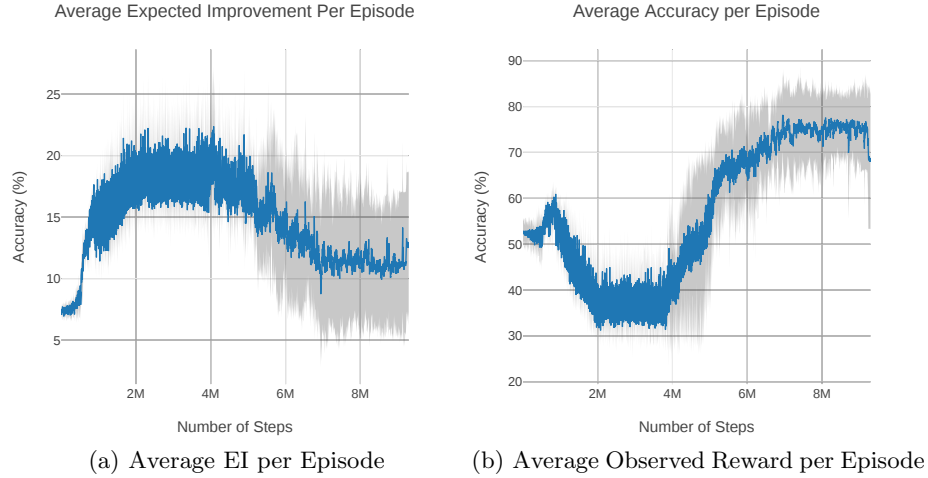 Average Expected Improvement Per Episode
25
20
15
10
5
Accuracy (%)
2M 4M 6M 8M
Number of Steps
(a) Average EI per Episode
Average Accuracy per Episode
90
80
70
60
50
40
30
20
Accuracy (%)
2M 4M 6M 8M
Number of Steps
(b) Average Observed Reward per Episode